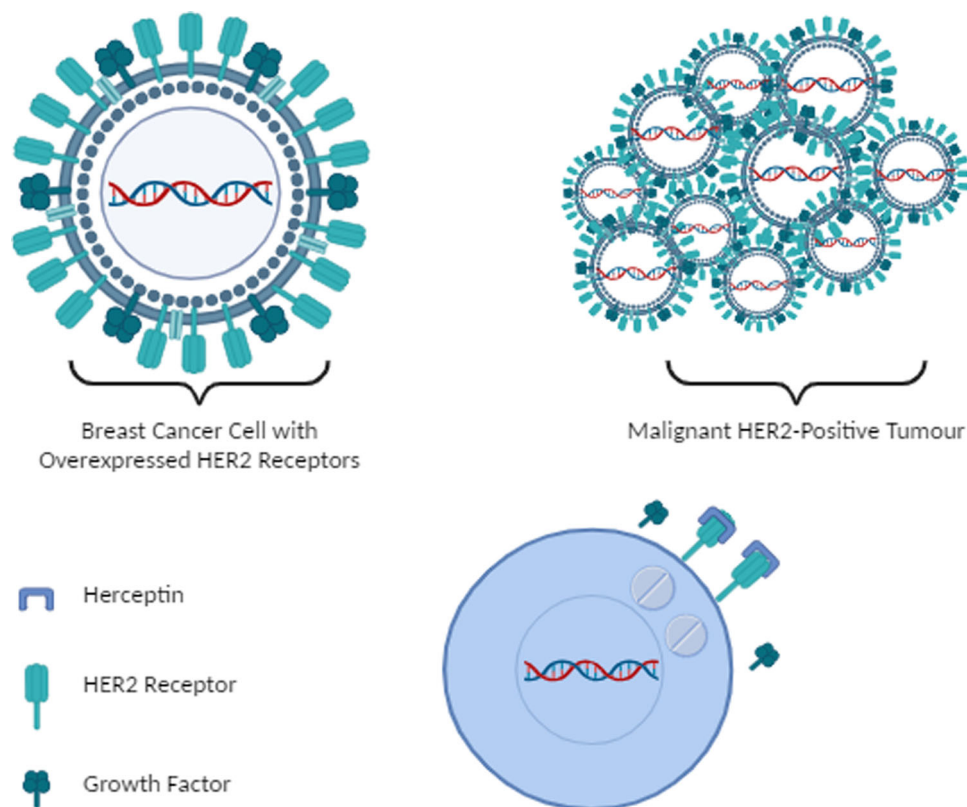 Breast Cancer Cell with
Overexpressed HER2 Receptors
Malignant HER2-Positive Tumour
Herceptin
HER2 Receptor
Growth Factor